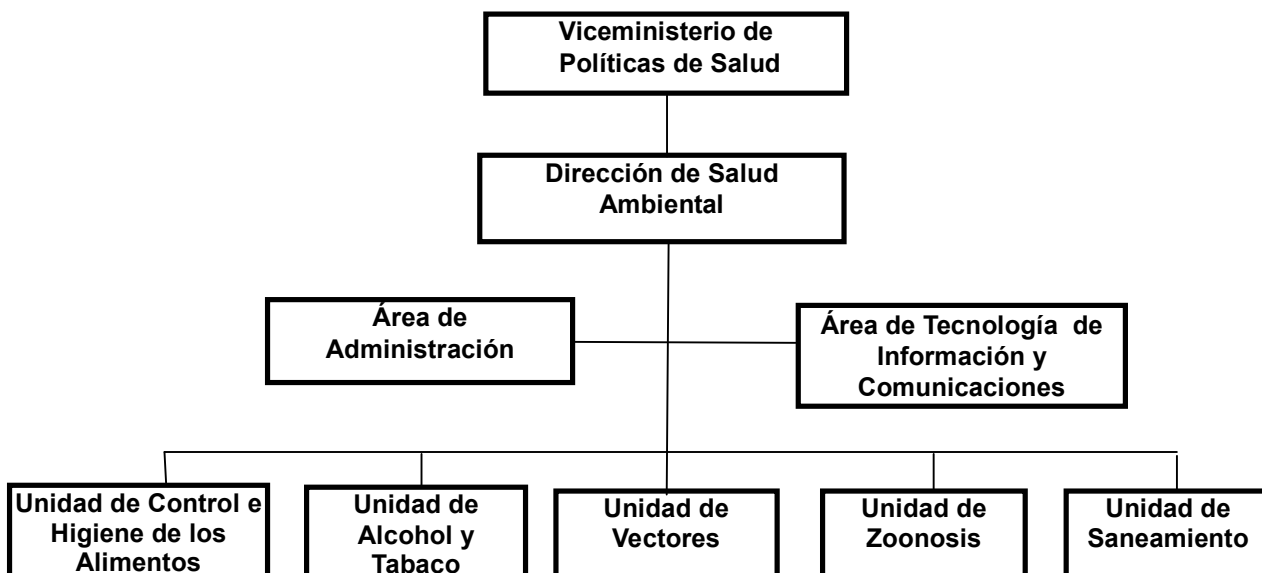 Viceministerio de
Políticas de Salud
Dirección de Salud
Ambiental
Área de
Administración
Área de Tecnología de
Información y
Comunicaciones
Unidad de Control e
Higiene de los
Alimentos
Unidad de
Alcohol y
Tabaco
Unidad de
Vectores
Unidad de
Zoonosis
Unidad de
Saneamiento